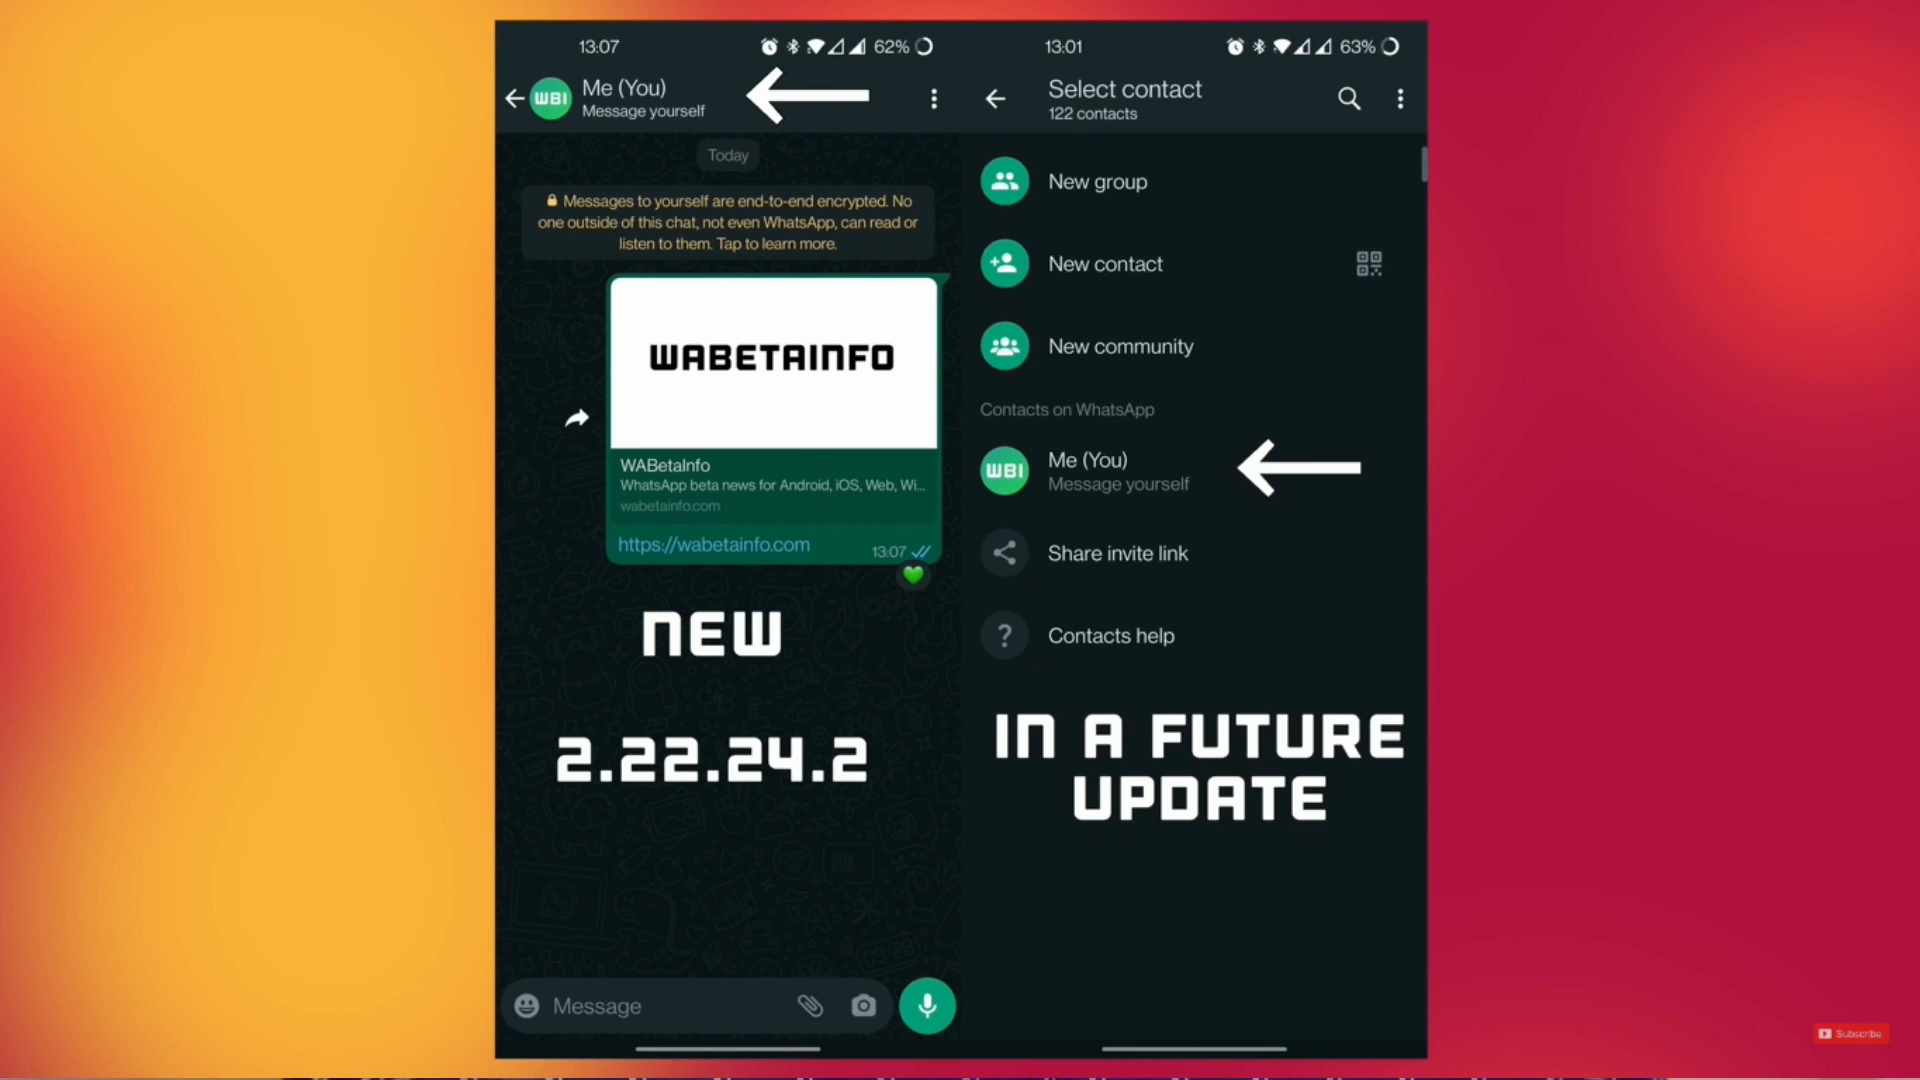 13:07
62%
WBI
Me (You)
Message yourself
Today
Messages to yourself are end-to-end encrypted. No
one outside of this chat, not even WhatsApp, can read or
listen to them. Tap to learn more.
WABETAINFO
WABetaInfo
WhatsApp beta news for Android, iOS, Web, Wi...
wabetainfo.com
https://wabetainfo.com
13:07
NEW
2.22.24.2
Message
13:01
63%
Select contact
122 contacts
New group
New contact
New community
Contacts on WhatsApp
WBI
Me (You)
Message yourself
Share invite link
?
Contacts help
IN A FUTURE
UPDATE
Subscribe